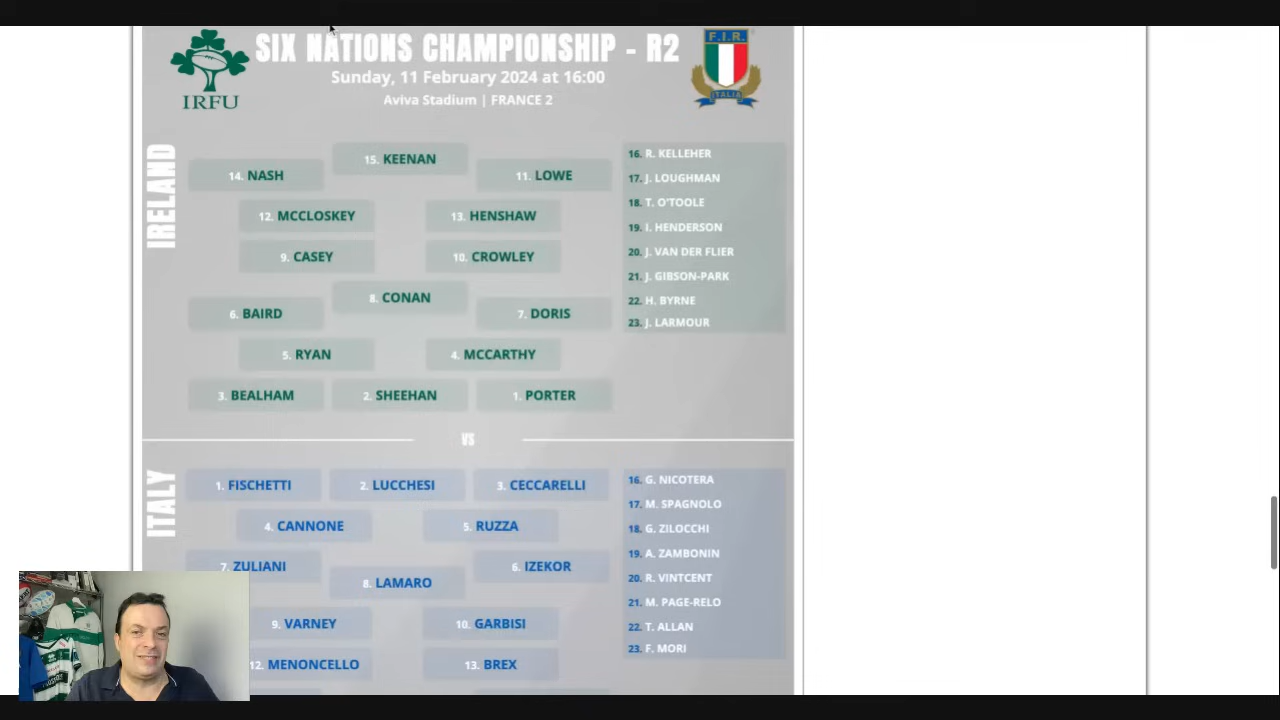 SIX NATIONS CHAMPIONSHIP - R2
Sunday, 11 February 2024 at 16:00
Aviva Stadium | FRANCE 2
IRFU
F.I.R.
ITALIA
IRELAND
15. KEENAN
14. NASH
11. LOWE
12. MCCLOSKEY
13. HENSHAW
9. CASEY
10. CROWLEY
8. CONAN
6. BAIRD
7. DORIS
5. RYAN
4. MCCARTHY
3. BEALHAM
2. SHEEHAN
1. PORTER
16. R. KELLEHER
17. J. LOUGHMAN
18. T. O'TOOLE
19. I. HENDERSON
20. J. VAN DER FLIER
21. J. GIBSON-PARK
22. H. BYRNE
23. J. LARMOUR
VS
ITALY
1. FISCHETTI
2. LUCCHESI
3. CECCARELLI
4. CANNONE
5. RUZZA
7. ZULIANI
6. IZEKOR
8. LAMARO
9. VARNEY
10. GARBISI
12. MENONCELLO
13. BREX
16. G. NICOTERA
17. M. SPAGNOLO
18. G. ZILOCCHI
19. A. ZAMBONIN
20. R. VINTCENT
21. M. PAGE-RELO
22. T. ALLAN
23. F. MORI